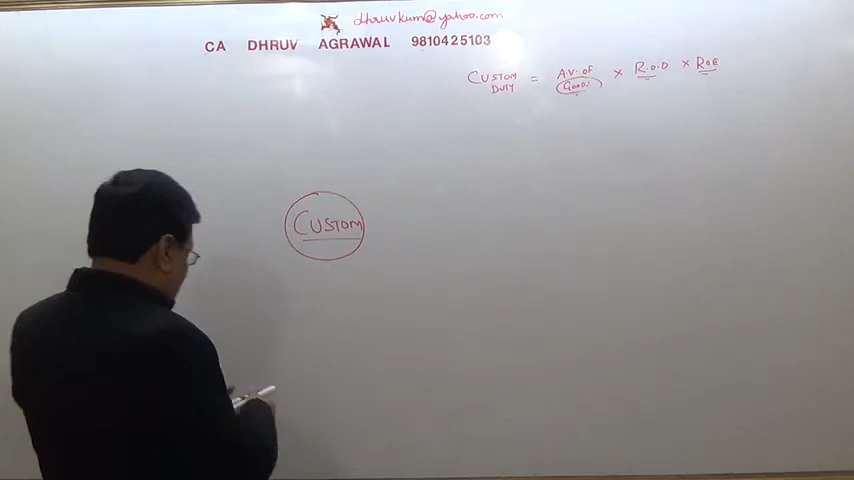 dhruvkum@yahoo.com
CA DHRUV AGRAWAL 9810425103
CUSTOM DUTY = A.V. OF GOODS × R.O.D × ROE
CUSTOM